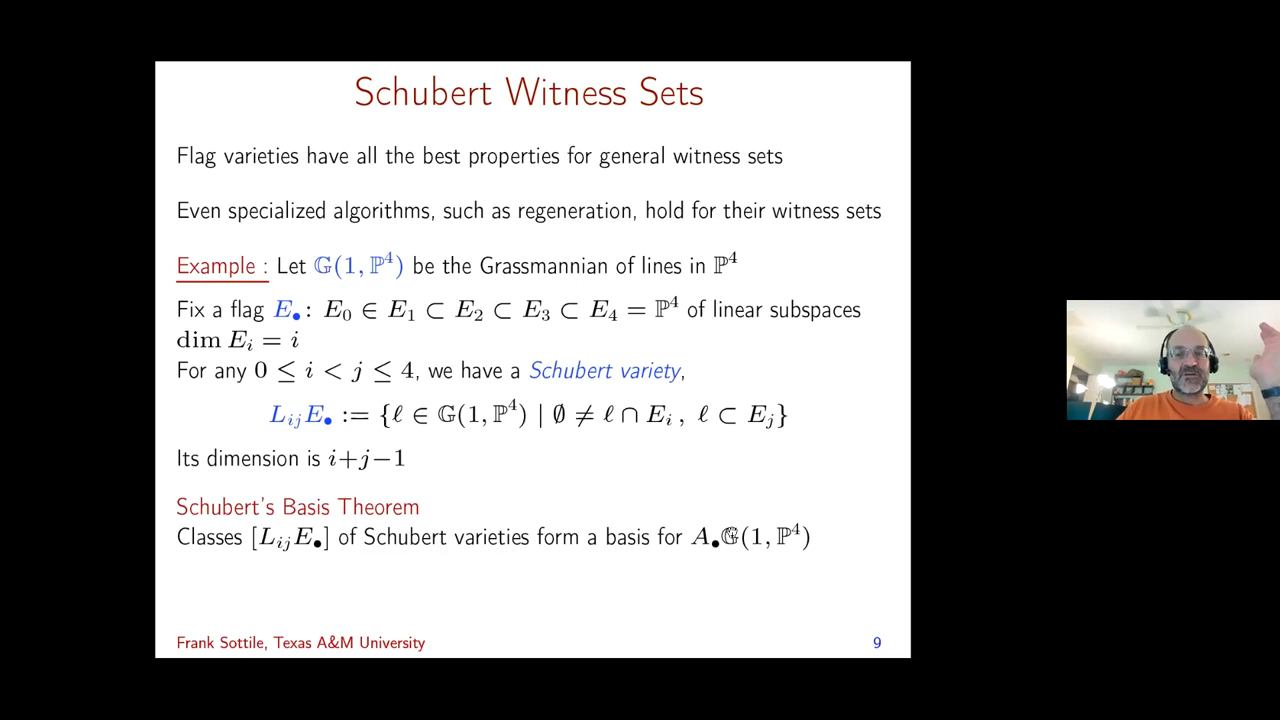 Schubert Witness Sets
Flag varieties have all the best properties for general witness sets
Even specialized algorithms, such as regeneration, hold for their witness sets
Example : Let 𝔾(1, ℙ⁴) be the Grassmannian of lines in ℙ⁴
Fix a flag E• : E₀ ∈ E₁ ⊂ E₂ ⊂ E₃ ⊂ E₄ = ℙ⁴ of linear subspaces
dim Eᵢ = i
For any 0 ≤ i < j ≤ 4, we have a Schubert variety,
LᵢⱼE• := {ℓ ∈ 𝔾(1, ℙ⁴) | ∅ ≠ ℓ ∩ Eᵢ , ℓ ⊂ Eⱼ}
Its dimension is i+j−1
Schubert's Basis Theorem
Classes [LᵢⱼE•] of Schubert varieties form a basis for A•𝔾(1, ℙ⁴)
Frank Sottile, Texas A&M University 9